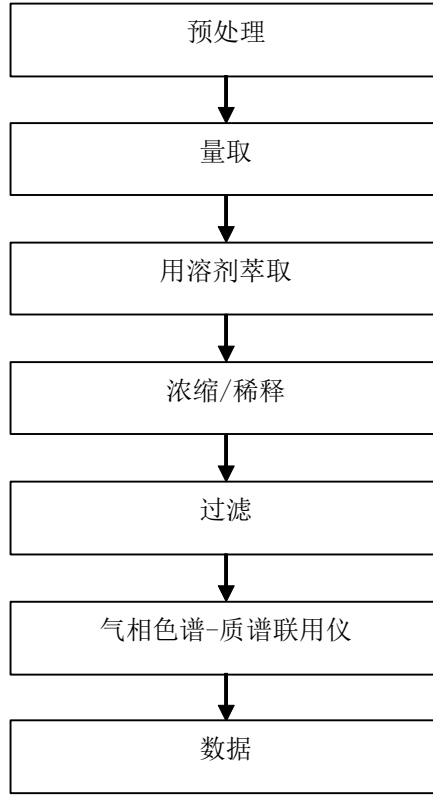 预处理
量取
用溶剂萃取
浓缩/稀释
过滤
气相色谱-质谱联用仪
数据